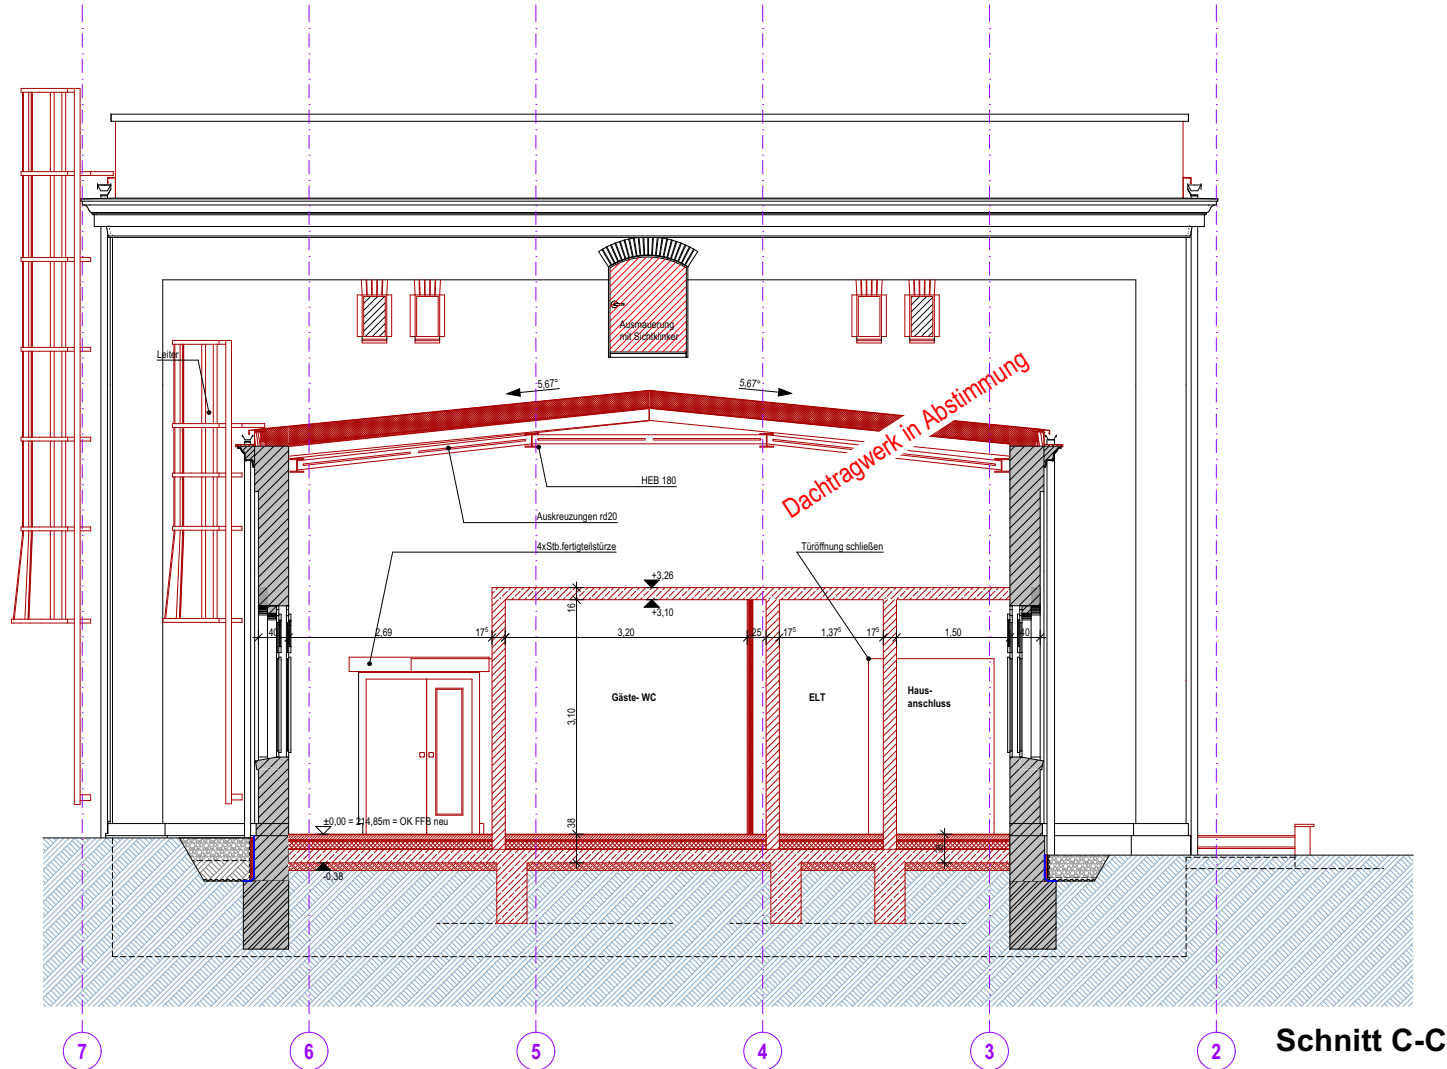 Ausmauerung
mit Sichtklinker
Leiter
5,67°
5,67°
Dachtragwerk in Abstimmung
HEB 180
Auskreuzungen rd20
4xStb.fertigteilstürze
Türöffnung schließen
+3,26
16
+3,10
40
2,69
17⁵
3,20
25
17⁵
1,37⁵
17⁵
1,50
40
Gäste- WC
ELT
Haus-
anschluss
3,10
±0,00 = 214,85m = OK FFB neu
38
-0,38
7
6
5
4
3
2
Schnitt C-C